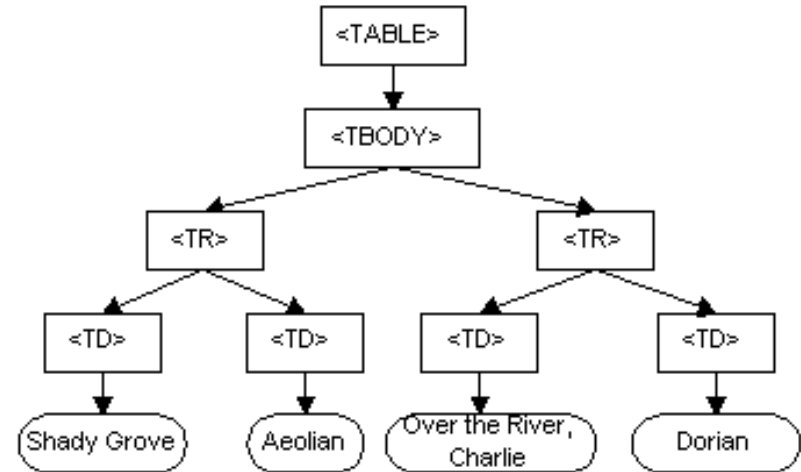 <TABLE>
<TBODY>
<TR>
<TR>
<TD>
<TD>
<TD>
<TD>
Shady Grove
Aeolian
Over the River,
Charlie
Dorian